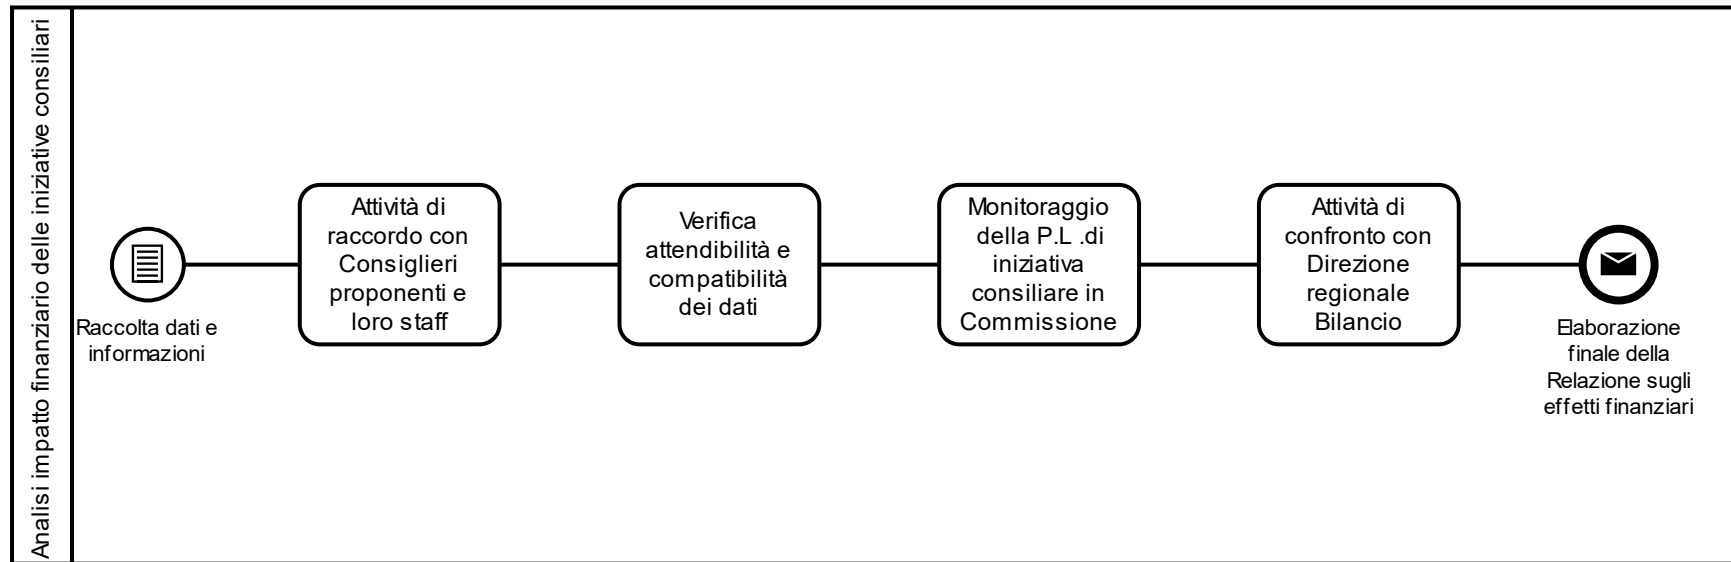 Analisi impatto finanziario delle iniziative consiliari
Raccolta dati e
informazioni
Attività di
raccordo con
Consiglieri
proponenti e
loro staff
Verifica
attendibilità e
compatibilità
dei dati
Monitoraggio
della P.L .di
iniziativa
consiliare in
Commissione
Attività di
confronto con
Direzione
regionale
Bilancio
Elaborazione
finale della
Relazione sugli
effetti finanziari